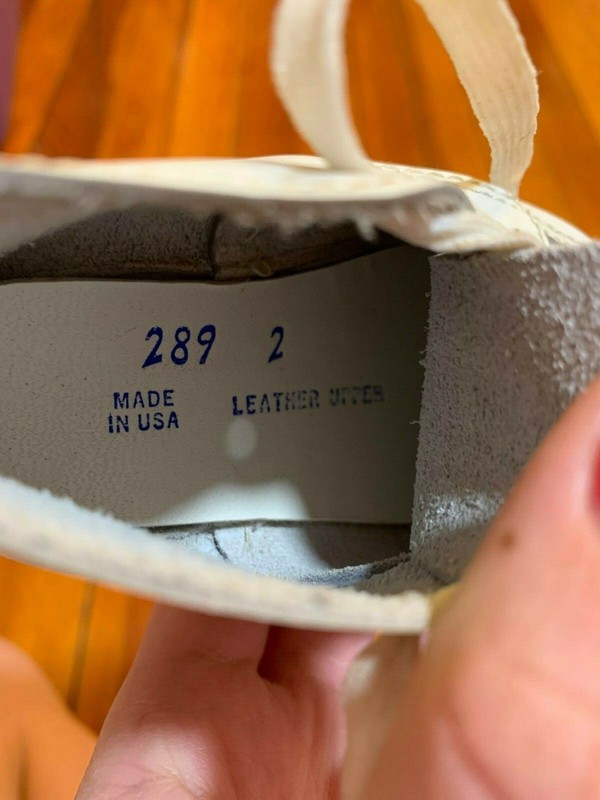 289 2
MADE
IN USA
LEATHER UPPER